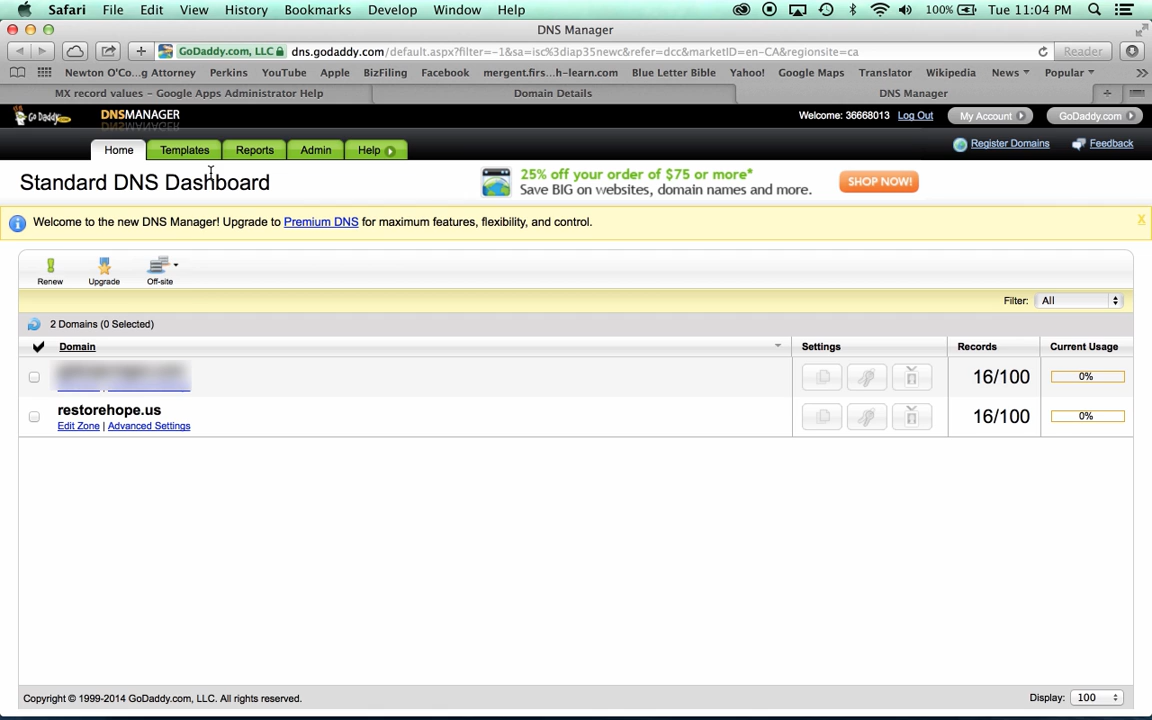 Safari File Edit View History Bookmarks Develop Window Help 100% Tue 11:04 PM
DNS Manager
GoDaddy.com, LLC dns.godaddy.com/default.aspx?filter=-1&sa=isc%3diap35newc&refer=dcc&marketID=en-CA&regionsite=ca Reader
Newton O'Co...g Attorney Perkins YouTube Apple BizFiling Facebook mergent.firs...h-learn.com Blue Letter Bible Yahoo! Google Maps Translator Wikipedia News Popular
MX record values - Google Apps Administrator Help Domain Details DNS Manager
Go Daddy.com DNSMANAGER Welcome: 36668013 Log Out My Account GoDaddy.com
Home Templates Reports Admin Help Register Domains Feedback
Standard DNS Dashboard
25% off your order of $75 or more*
Save BIG on websites, domain names and more.
SHOP NOW!
Welcome to the new DNS Manager! Upgrade to Premium DNS for maximum features, flexibility, and control. X
Renew Upgrade Off-site
Filter: All
2 Domains (0 Selected)
Domain Settings Records Current Usage
16/100 0%
restorehope.us 16/100 0%
Edit Zone | Advanced Settings
Copyright © 1999-2014 GoDaddy.com, LLC. All rights reserved. Display: 100